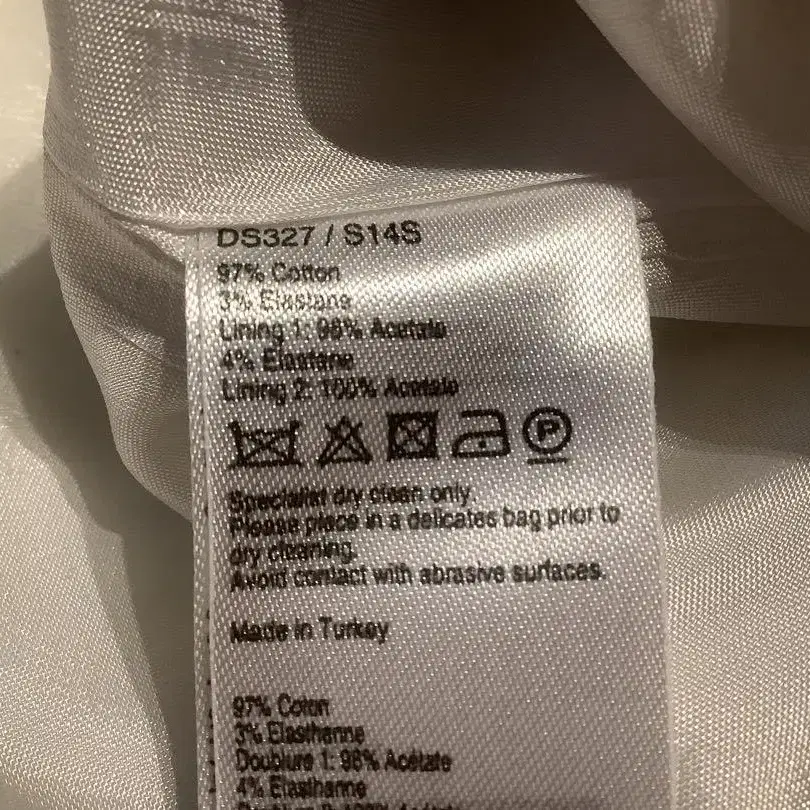 DS327 / S14S
97% Cotton
3% Elastane
Lining 1: 96% Acetate
4% Elastane
Lining 2: 100% Acetate
P
Specialist dry clean only.
Please place in a delicates bag prior to
dry cleaning.
Avoid contact with abrasive surfaces.
Made in Turkey
97% Coton
3% Elasthanne
Doublure 1: 96% Acétate
4% Elasthanne